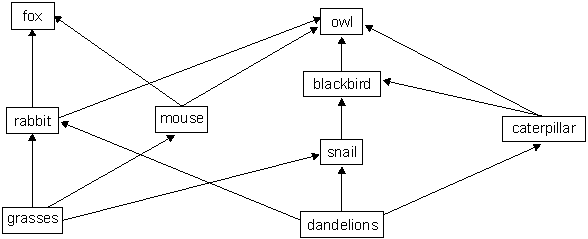 fox
owl
blackbird
rabbit
mouse
caterpillar
snail
grasses
dandelions